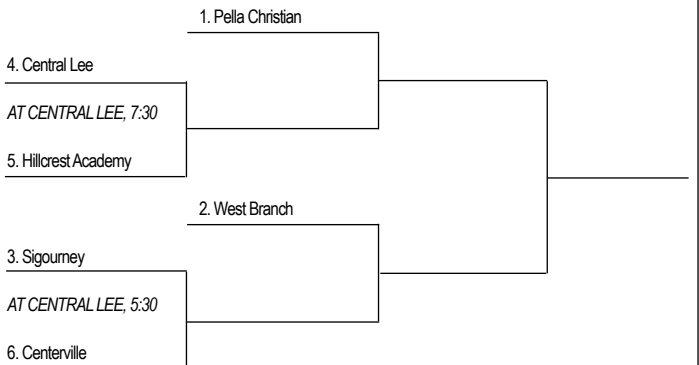 1. Pella Christian
4. Central Lee
AT CENTRAL LEE, 7:30
5. Hillcrest Academy
2. West Branch
3. Sigourney
AT CENTRAL LEE, 5:30
6. Centerville